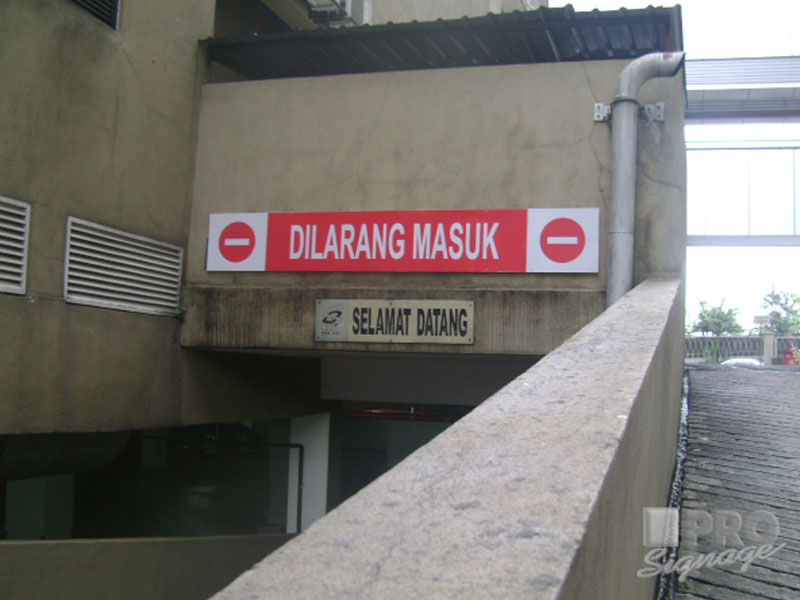 DILARANG MASUK
SELAMAT DATANG
PRO
Signage